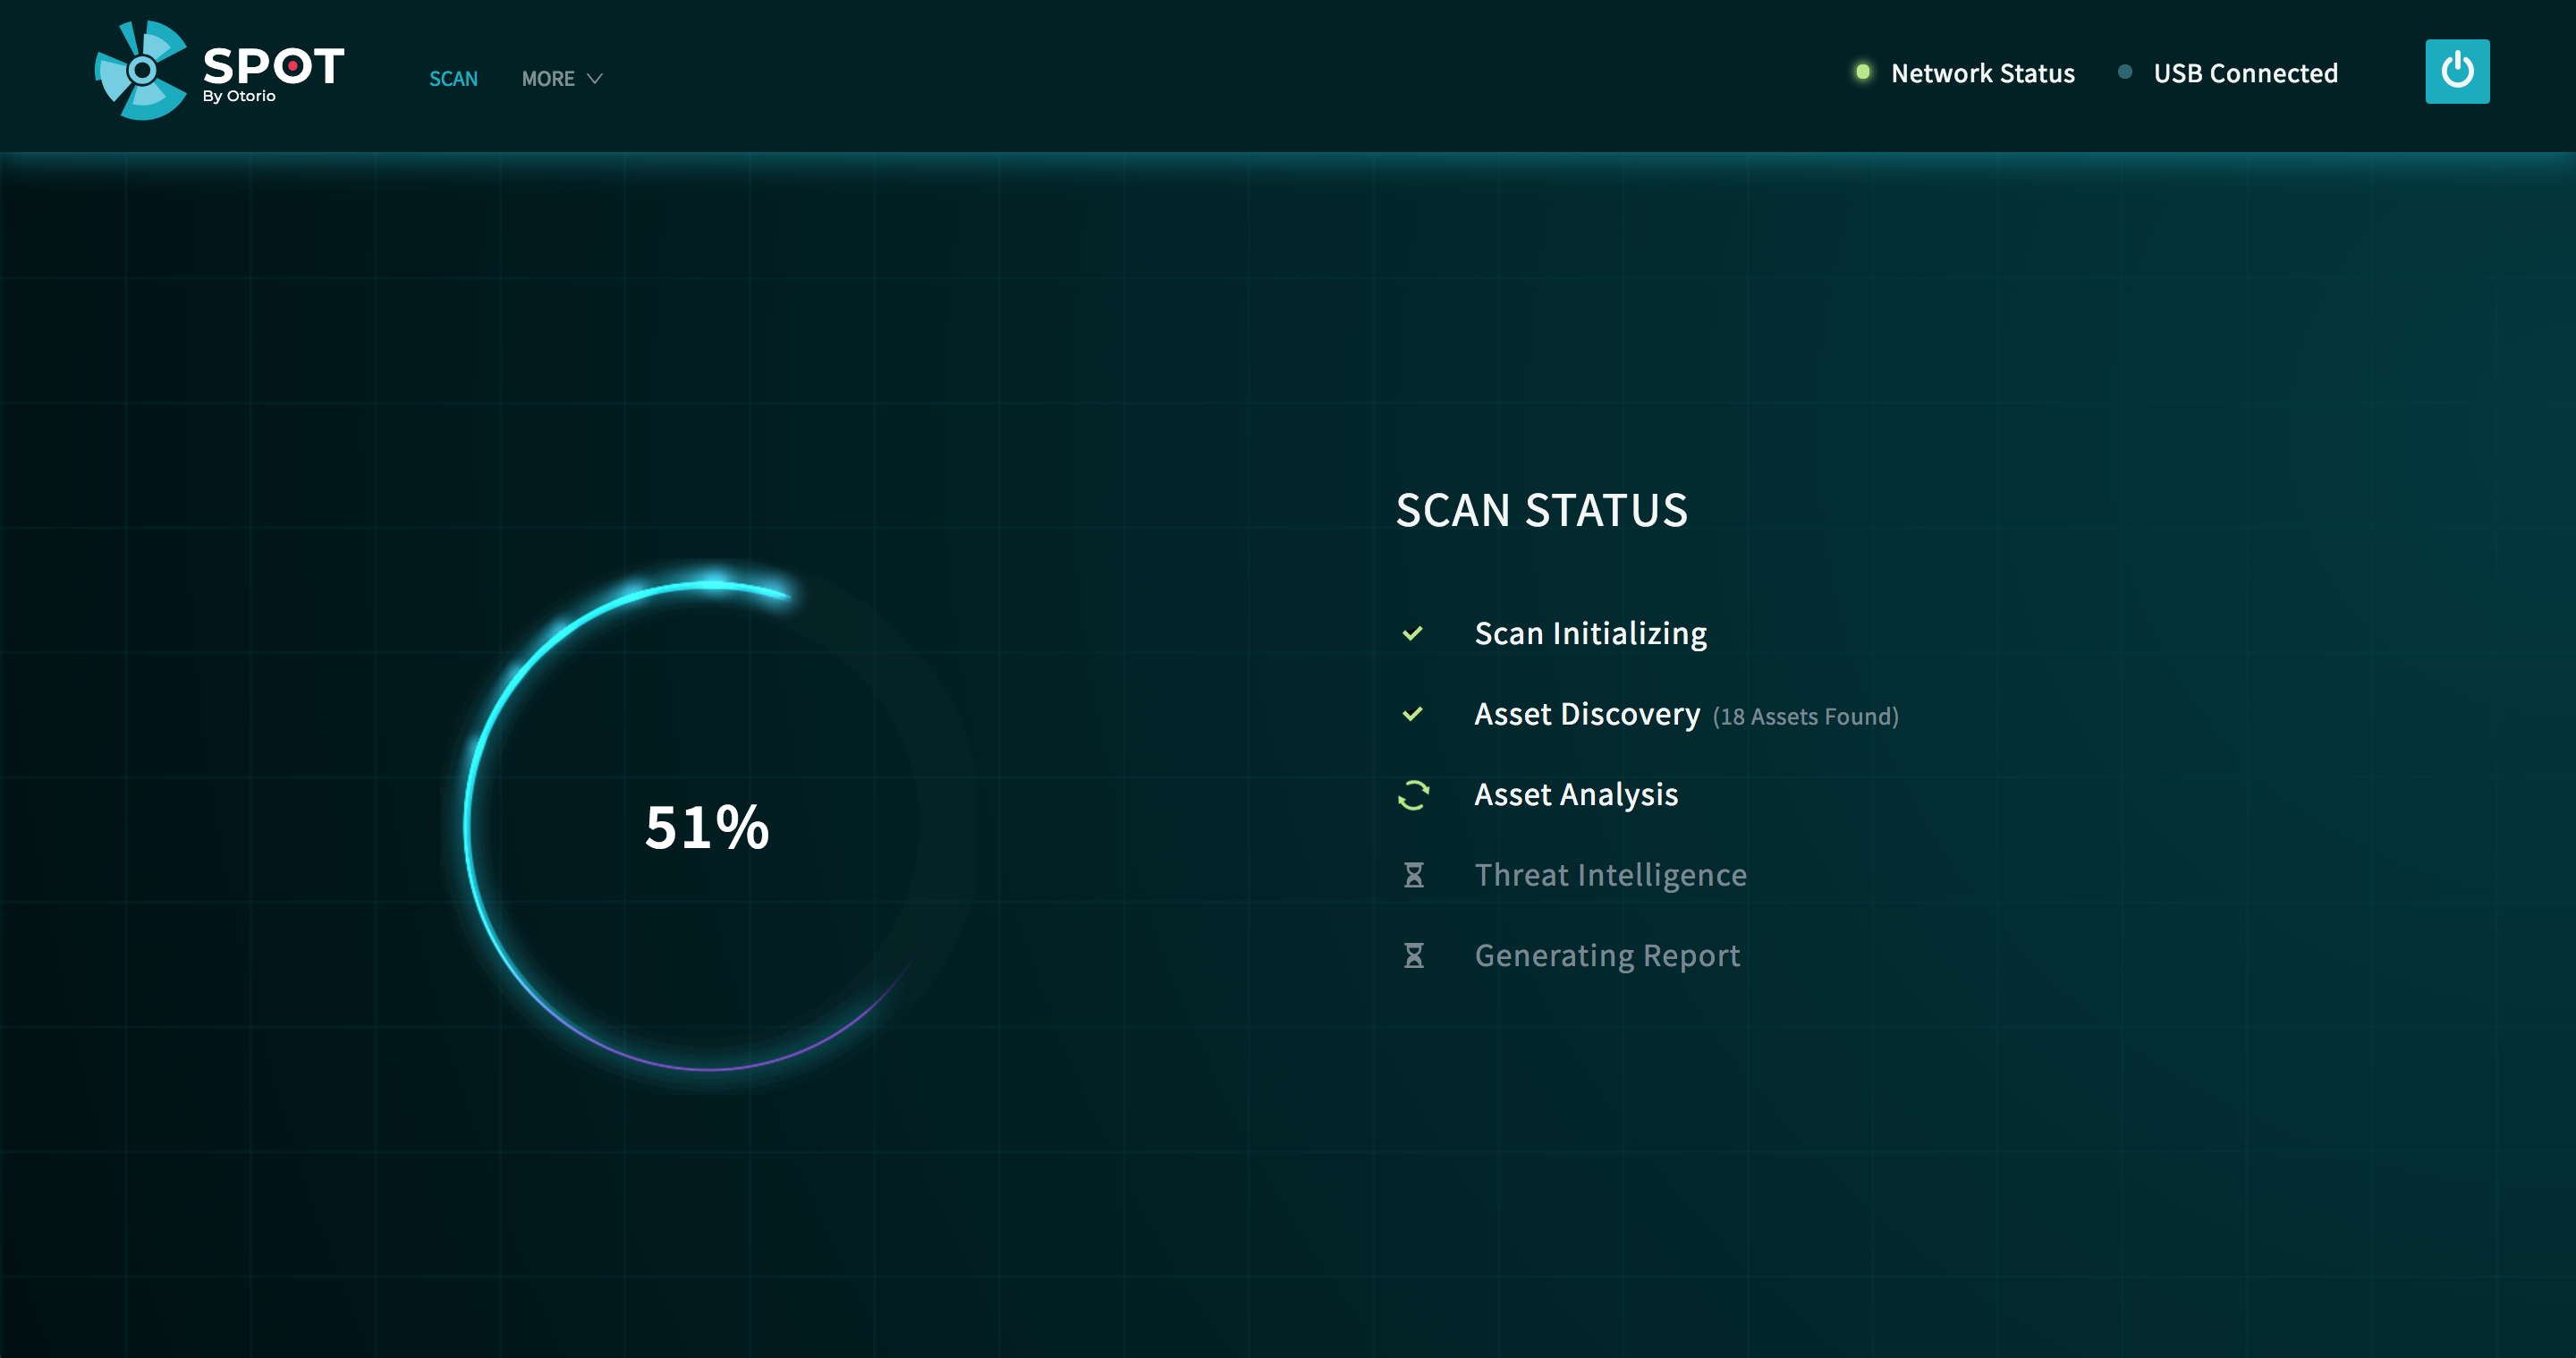 SPOT
By Otorio
SCAN
MORE
Network Status
USB Connected
51%
SCAN STATUS
Scan Initializing
Asset Discovery (18 Assets Found)
Asset Analysis
Threat Intelligence
Generating Report